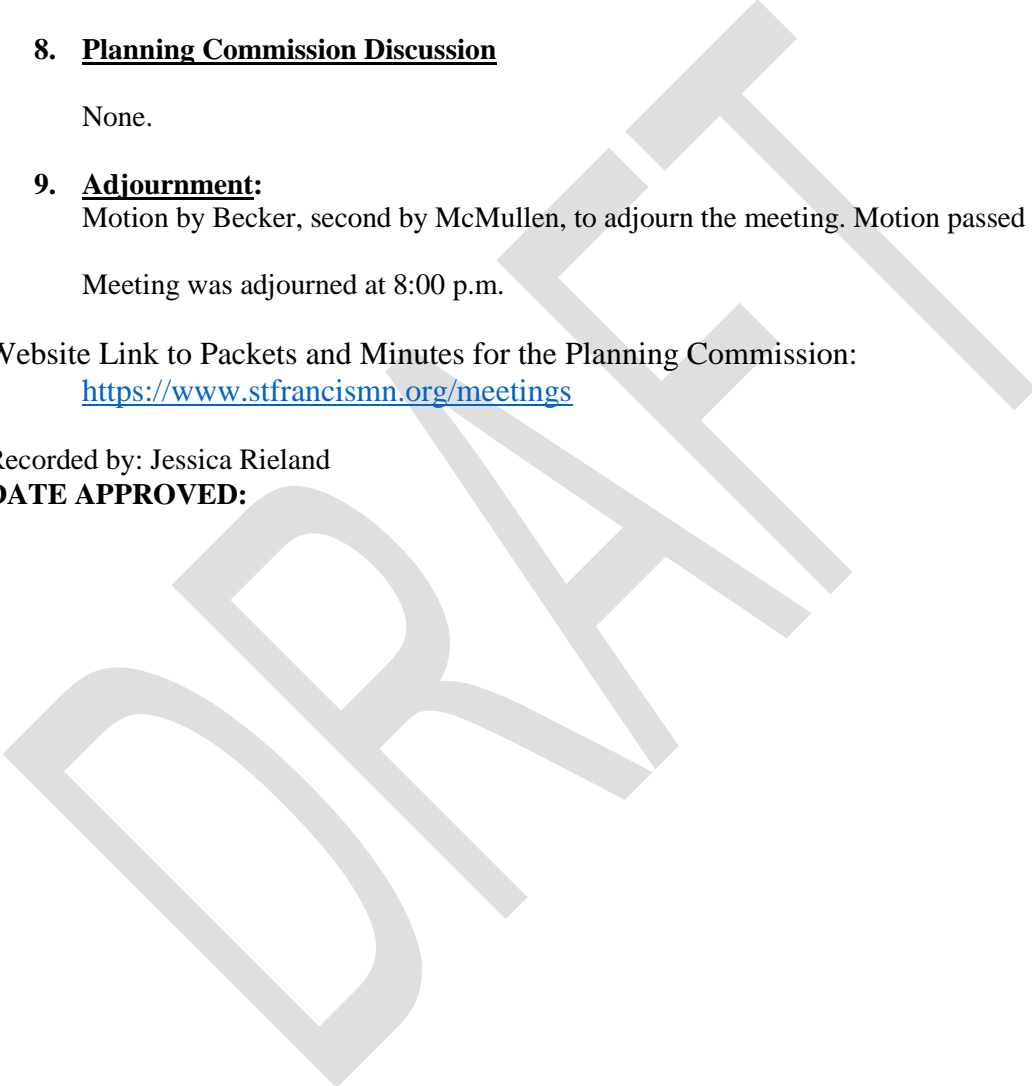 8. Planning Commission Discussion
None.
9. Adjournment:
Motion by Becker, second by McMullen, to adjourn the meeting. Motion passed
Meeting was adjourned at 8:00 p.m.
Website Link to Packets and Minutes for the Planning Commission:
https://www.stfrancismn.org/meetings
Recorded by: Jessica Rieland
DATE APPROVED:
DRAFT